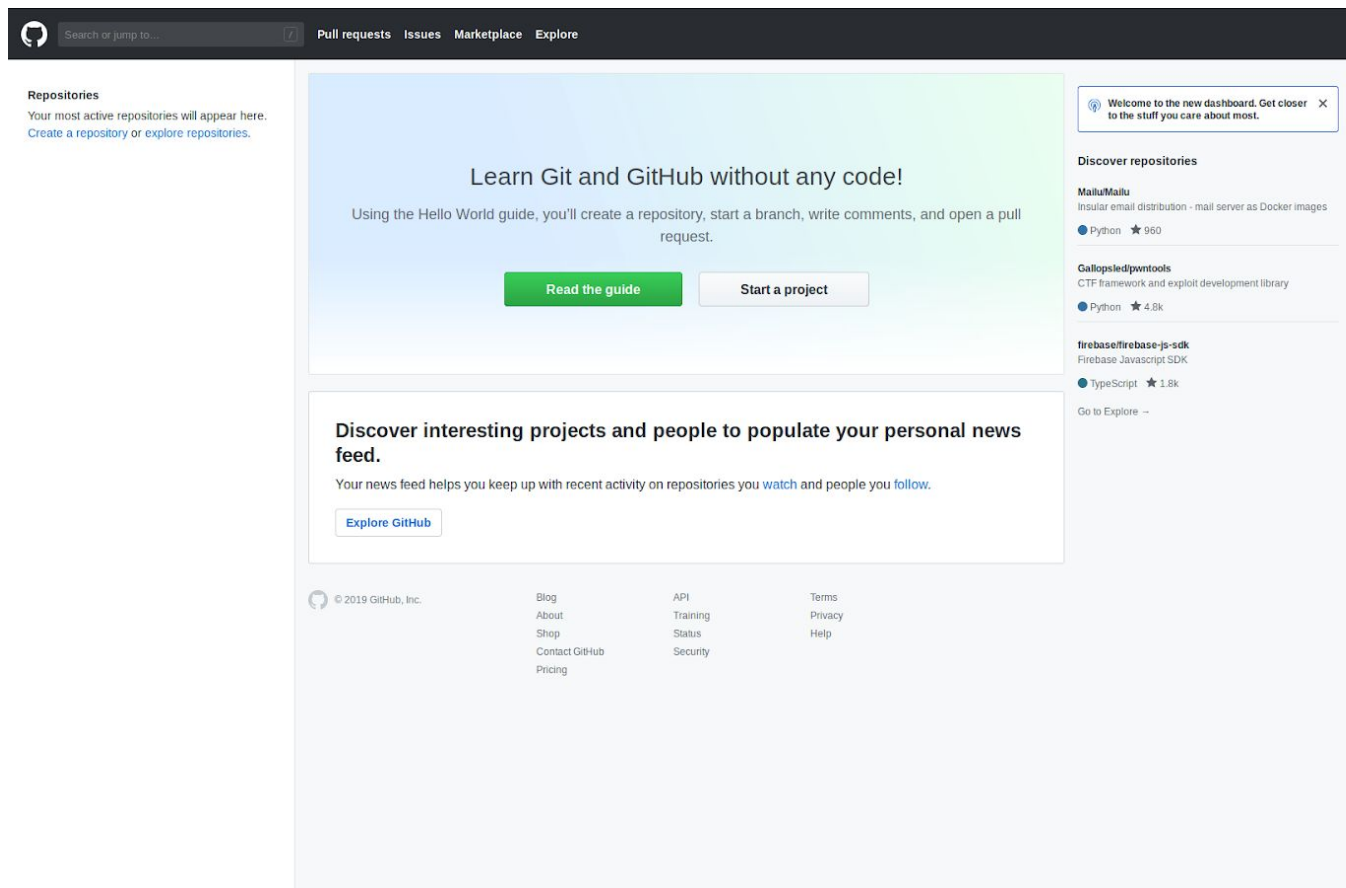 Search or jump to... /
Pull requests Issues Marketplace Explore
Repositories
Your most active repositories will appear here.
Create a repository or explore repositories.
Learn Git and GitHub without any code!
Using the Hello World guide, you'll create a repository, start a branch, write comments, and open a pull
request.
Read the guide
Start a project
Discover interesting projects and people to populate your personal news
feed.
Your news feed helps you keep up with recent activity on repositories you watch and people you follow.
Explore GitHub
Welcome to the new dashboard. Get closer
to the stuff you care about most.
Discover repositories
Mailu/Mailu
Insular email distribution - mail server as Docker images
Python 960
Gallopsled/pwntools
CTF framework and exploit development library
Python 4.8k
firebase/firebase-js-sdk
Firebase Javascript SDK
TypeScript 1.8k
Go to Explore →
© 2019 GitHub, Inc.
Blog
About
Shop
Contact GitHub
Pricing
API
Training
Status
Security
Terms
Privacy
Help